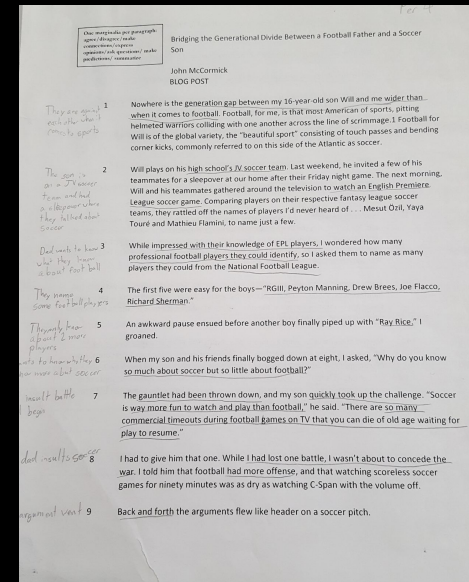 Per 4
One marginalia per paragraph:
agree/disagree/make
connections/express
opinions/ask questions/ make
predictions/ summarize
Bridging the Generational Divide Between a Football Father and a Soccer
Son
John McCormick
BLOG POST
1
Nowhere is the generation gap between my 16-year-old son Will and me wider than
when it comes to football. Football, for me, is that most American of sports, pitting
helmeted warriors colliding with one another across the line of scrimmage.1 Football for
Will is of the global variety, the "beautiful sport" consisting of touch passes and bending
corner kicks, commonly referred to on this side of the Atlantic as soccer.
The son is
on a JV soccer
team and had
a sleepover where
they talked about
soccer
2
Will plays on his high school's JV soccer team. Last weekend, he invited a few of his
teammates for a sleepover at our home after their Friday night game. The next morning,
Will and his teammates gathered around the television to watch an English Premiere
League soccer game. Comparing players on their respective fantasy league soccer
teams, they rattled off the names of players I'd never heard of . . . Mesut Özil, Yaya
Touré and Mathieu Flamini, to name just a few.
Dad wants to know
what they know
about football
3
While impressed with their knowledge of EPL players, I wondered how many
professional football players they could identify, so I asked them to name as many
players they could from the National Football League.
They name
some football players
4
The first five were easy for the boys—"RGIII, Peyton Manning, Drew Brees, Joe Flacco,
Richard Sherman."
They only know
about 2 more
players
5
An awkward pause ensued before another boy finally piped up with "Ray Rice," I
groaned.
more about soccer
6
When my son and his friends finally bogged down at eight, I asked, "Why do you know
so much about soccer but so little about football?"
insult battle
begin
7
The gauntlet had been thrown down, and my son quickly took up the challenge. "Soccer
is way more fun to watch and play than football," he said. "There are so many
commercial timeouts during football games on TV that you can die of old age waiting for
play to resume."
dad insults soccer
8
I had to give him that one. While I had lost one battle, I wasn't about to concede the
war. I told him that football had more offense, and that watching scoreless soccer
games for ninety minutes was as dry as watching C-Span with the volume off.
argument went
9
Back and forth the arguments flew like header on a soccer pitch.